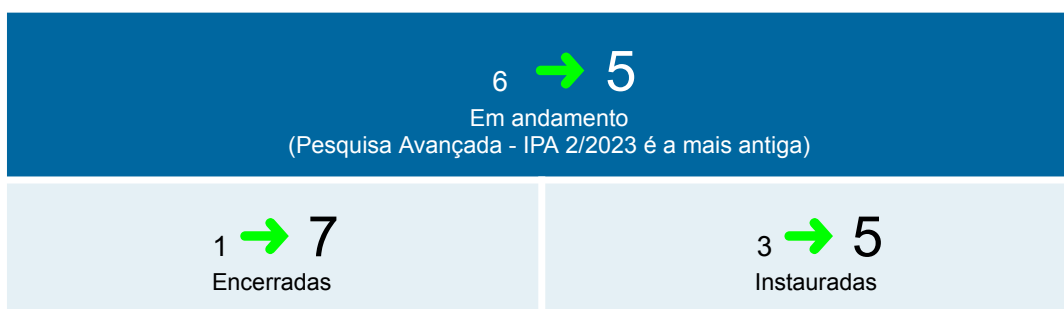 6 ➜ 5
Em andamento
(Pesquisa Avançada - IPA 2/2023 é a mais antiga)
1 ➜ 7
Encerradas
3 ➜ 5
Instauradas